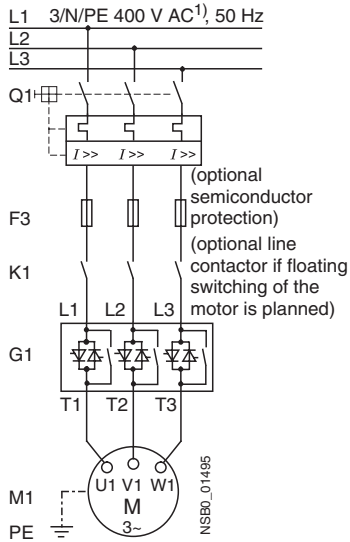 L1 3/N/PE 400 V AC1), 50 Hz
L2
L3
Q1
I>> I>> I>>
(optional
semiconductor
protection)
F3
(optional line
contactor if floating
switching of the
motor is planned)
K1
L1 L2 L3
G1
T1 T2 T3
U1 V1 W1
M
3~
M1
PE
NSB0_01495